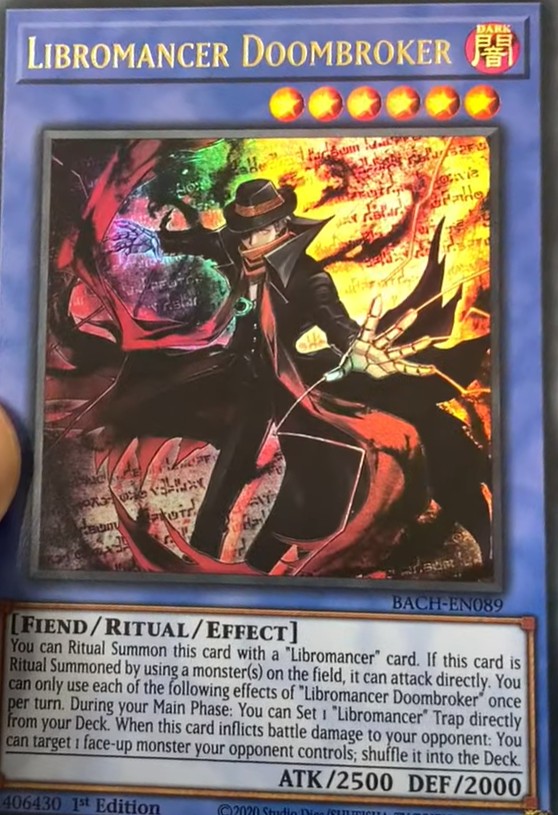 LIBROMANCER DOOMBROKER
DARK
闇
BACH-EN089
[FIEND/RITUAL/EFFECT]
You can Ritual Summon this card with a "Libromancer" card. If this card is
Ritual Summoned by using a monster(s) on the field, it can attack directly. You
can only use each of the following effects of "Libromancer Doombroker" once
per turn. During your Main Phase: You can Set 1 "Libromancer" Trap directly
from your Deck. When this card inflicts battle damage to your opponent: You
can target 1 face-up monster your opponent controls; shuffle it into the Deck.
ATK/2500 DEF/2000
406430 1st Edition
©2020 Studio